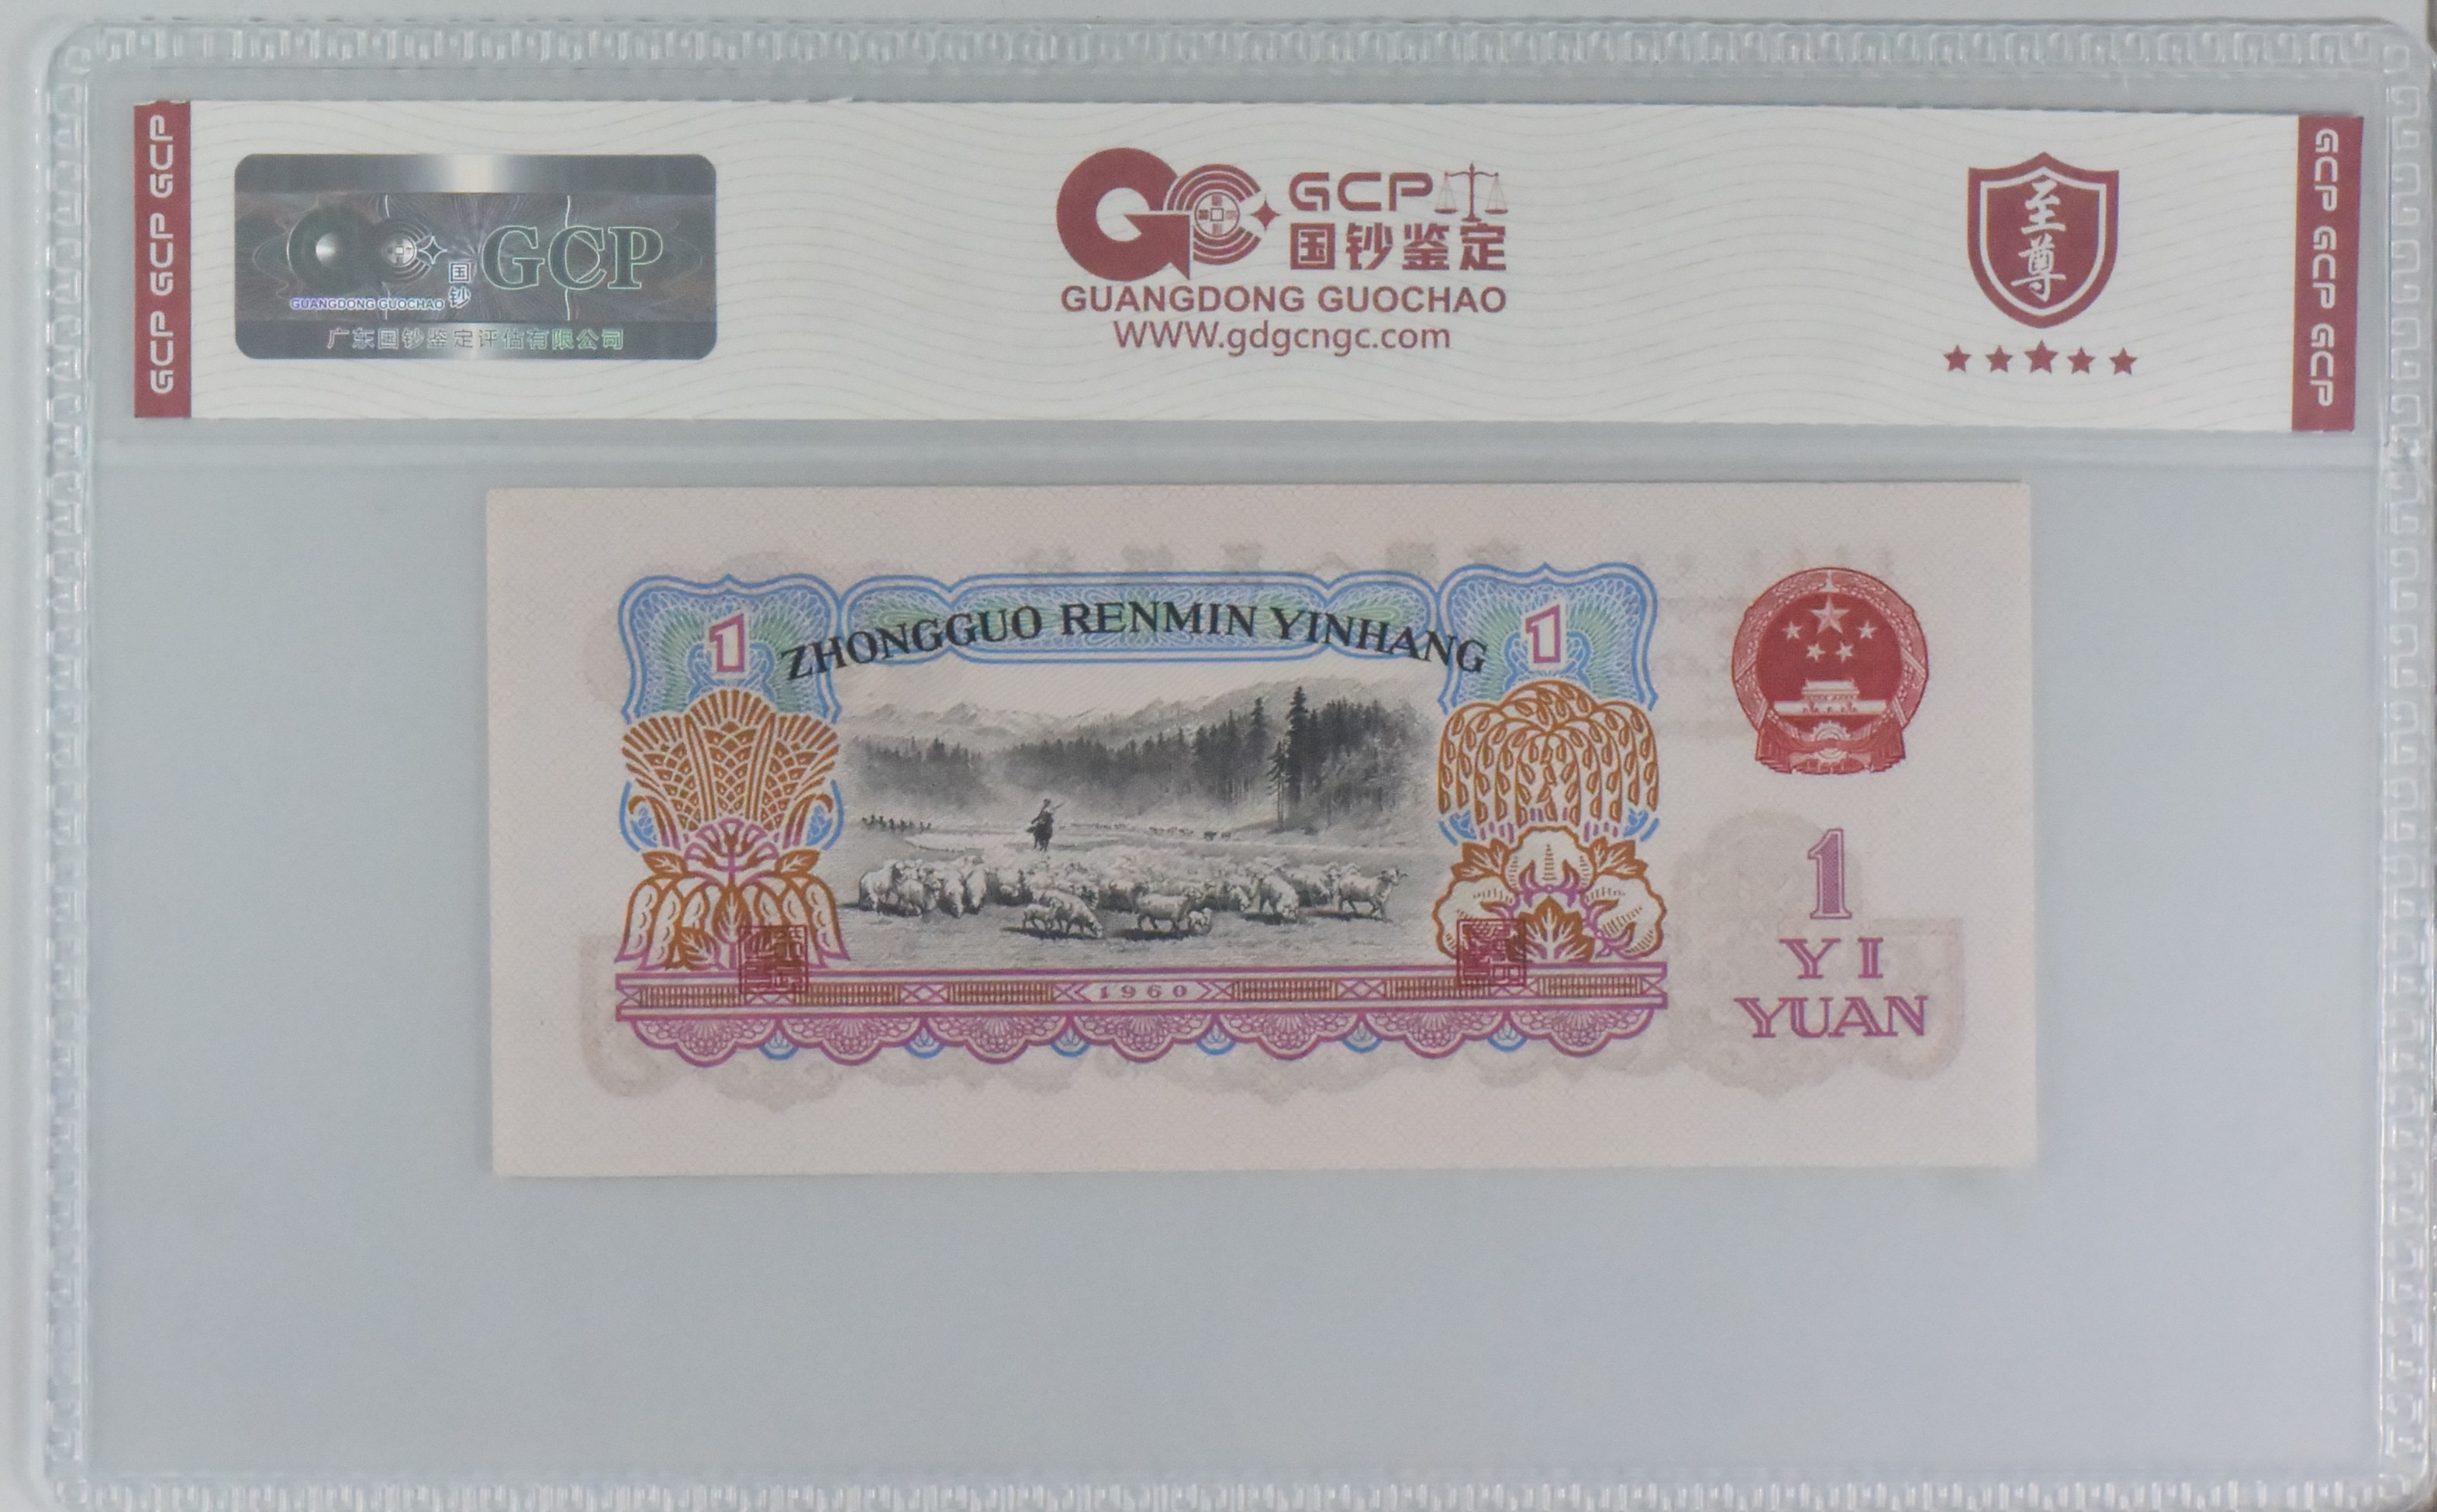 GCP GCP GCP
国钞
GCP
GUANGDONG GUOCHAO
广东国钞鉴定评估有限公司
GCP
国钞鉴定
GUANGDONG GUOCHAO
WWW.gdgcngc.com
至尊
GCP GCP GCP
1
ZHONGGUO RENMIN YINHANG
1
1960
1
YI
YUAN